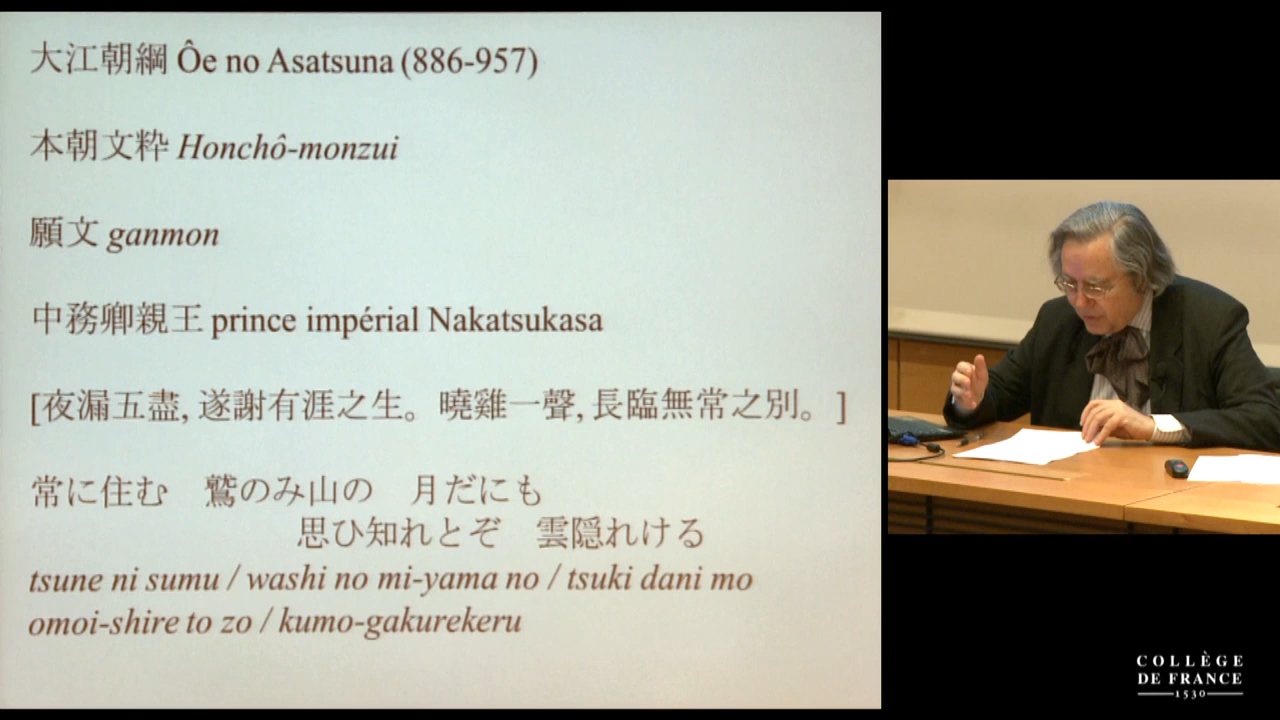 大江朝綱 Ôe no Asatsuna (886-957)
本朝文粋 Honchô-monzui
願文 ganmon
中務卿親王 prince impérial Nakatsukasa
[夜漏五盡, 遂謝有涯之生。曉雞一聲, 長臨無常之別。]
常に住む　鷲のみ山の　月だにも
思ひ知れとぞ　雲隠れける
tsune ni sumu / washi no mi-yama no / tsuki dani mo
omoi-shire to zo / kumo-gakurekeru
COLLÈGE
DE FRANCE
1530